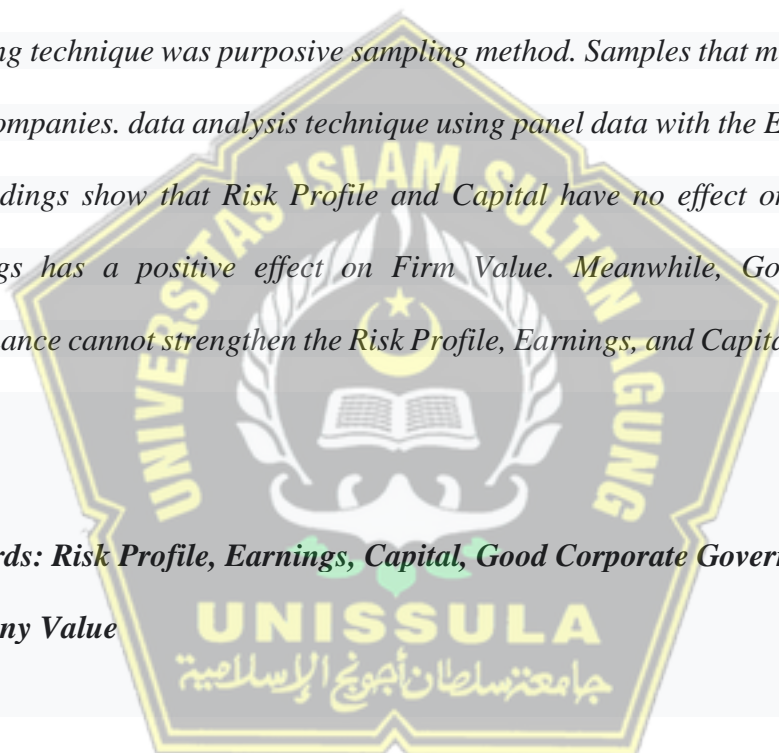 ng technique was purposive sampling method. Samples that m
ompanies. data analysis technique using panel data with the E
dings show that Risk Profile and Capital have no effect on
gs has a positive effect on Firm Value. Meanwhile, Go
ance cannot strengthen the Risk Profile, Earnings, and Capita
rds: Risk Profile, Earnings, Capital, Good Corporate Govern
ny Value
UNIVERSITAS ISLAM SULTAN AGUNG
UNISSULA
جامعتنسلطان أجونج الإسلامية